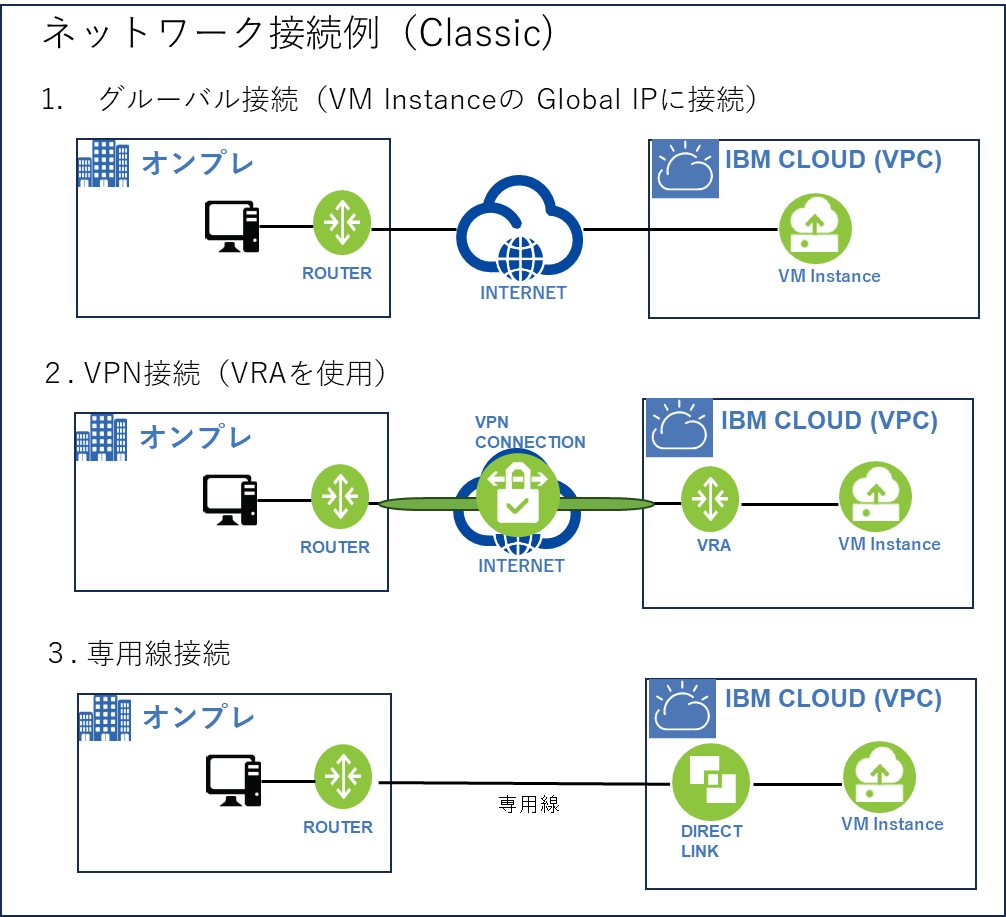 ネットワーク接続例（Classic）
1. グルーバル接続（VM Instanceの Global IPに接続）
オンプレ
IBM CLOUD (VPC)
ROUTER
INTERNET
VM Instance
２. VPN接続（VRAを使用）
オンプレ
VPN
CONNECTION
IBM CLOUD (VPC)
ROUTER
INTERNET
VRA
VM Instance
３. 専用線接続
オンプレ
IBM CLOUD (VPC)
ROUTER
専用線
DIRECT
LINK
VM Instance